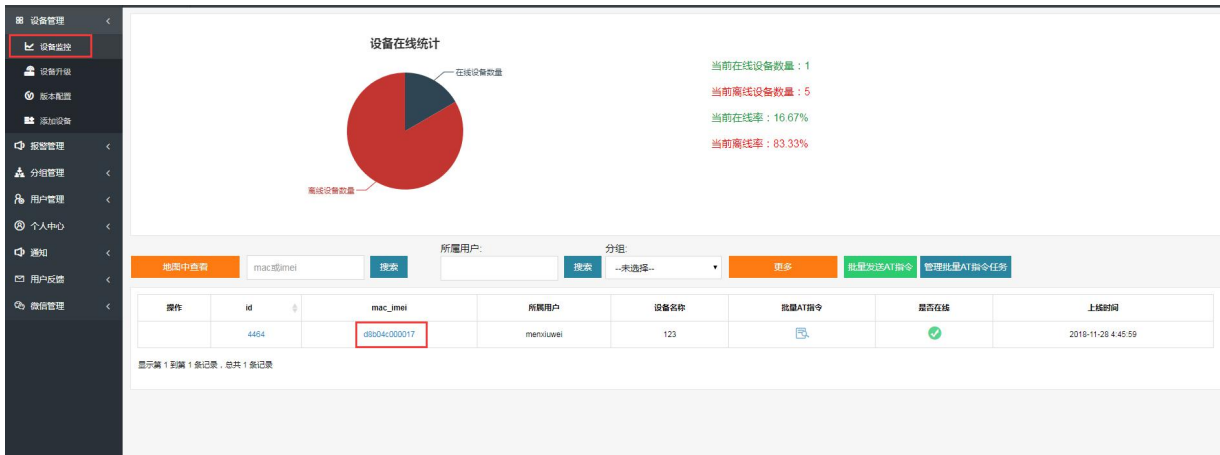 设备管理
设备监控
设备升级
版本配置
添加设备
报警管理
分组管理
用户管理
个人中心
通知
用户反馈
微信管理
设备在线统计
在线设备数量
离线设备数量
当前在线设备数量：1
当前离线设备数量：5
当前在线率：16.67%
当前离线率：83.33%
所属用户: 分组:
地图中查看 mac或imei 搜索 搜索 --未选择-- 更多 批量发送AT指令 管理批量AT指令任务
操作 id mac_imei 所属用户 设备名称 批量AT指令 是否在线 上线时间
4464 d8b04c000017 menxiuwei 123 2018-11-28 4:45:59
显示第 1 到第 1 条记录，总共 1 条记录